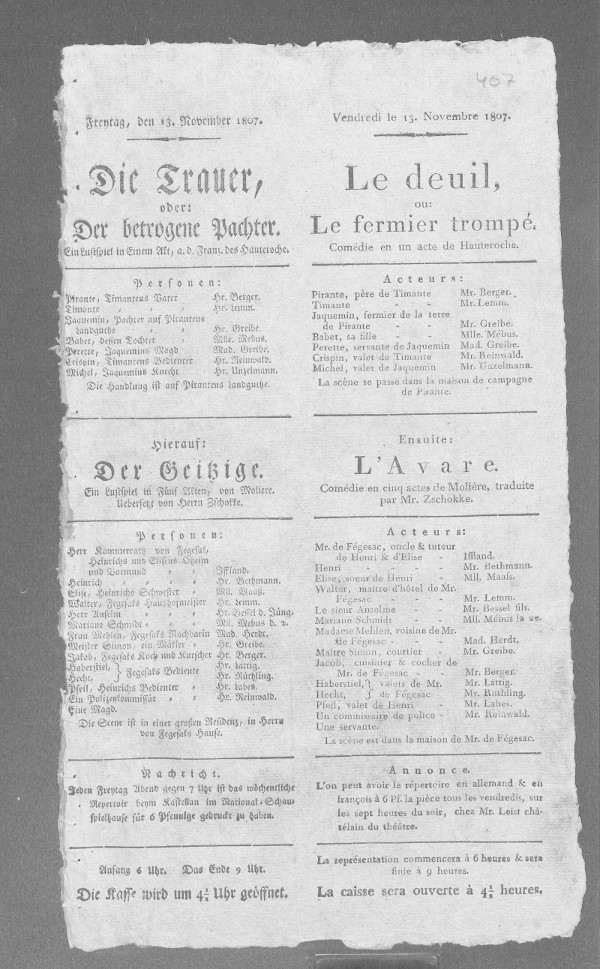 407
Freytag, den 13. November 1807.
Die Trauer,
oder:
Der betrogene Pachter.
Ein Lustspiel in Einem Akt, a. d. Franz. des Hauteroche.
Personen:
Pirante, Timantens Vater - Hr. Berger.
Timante - - - Hr. Lemm.
Jaquemin, Pachter auf Pirantens
Landguthe - - - Hr. Greibe.
Babet, dessen Tochter - Mlle. Mebus.
Perette, Jaquemins Magd Mad. Greibe.
Crispin, Timantens Bedienter Hr. Reinwald.
Michel, Jaquemins Knecht Hr. Unzelmann.
Die Handlung ist auf Pirantens Landguthe.
Hierauf:
Der Geitzige.
Ein Lustspiel in Fünf Akten, von Moliere.
Uebersetzt von Herrn Zschokke.
Personen:
Herr Kammerrath von Fegesak,
Heinrichs und Elisens Oheim
und Vormund - - - Iffland.
Heinrich - - - Hr. Bethmann.
Elise, Heinrichs Schwester - Mll. Maaß.
Walter, Fegesaks Haushofmeister Hr. Lemm.
Herr Anselm - - Hr. Bessel d. Jüng.
Mariane Schmidt - - Mll. Mebus d. 2.
Frau Mehlen, Fegesaks Nachbarin Mad. Herdt.
Meister Simon, ein Mäkler - Hr. Greibe.
Jakob, Fegesaks Koch und Kutscher Hr. Berger.
Haberstiel, } Fegesaks Bediente Hr. Lattig.
Hecht, } Hr. Rüthling.
Pfeil, Heinrichs Bedienter - Hr. Labes.
Ein Polizeykommissär - - Hr. Reinwald.
Eine Magd.
Die Scene ist in einer großen Residenz, in Herrn
von Fegesaks Hause.
Nachricht.
Jeden Freytag Abend gegen 7 Uhr ist das wöchentliche
Repertoir beym Kastellan im National-Schau-
spielhause für 6 Pfennige gedruckt zu haben.
Anfang 6 Uhr. Das Ende 9 Uhr.
Die Kasse wird um 4½ Uhr geöffnet.
Vendredi le 13. Novembre 1807.
Le deuil,
ou:
Le fermier trompé.
Comédie en un acte de Hauteroche.
Acteurs:
Pirante, père de Timante - Mr. Berger.
Timante - - - Mr. Lemm.
Jaquemin, fermier de la terre
de Pirante - - Mr. Greibe.
Babet, sa fille - - Mlle. Mébus.
Perette, servante de Jaquemin Mad. Greibe.
Crispin, valet de Timante Mr. Reinwald.
Michel, valet de Jaquemin Mr. Unzelmann.
La scène se passe dans la maison de campagne
de Pirante.
Ensuite:
L'Avare.
Comédie en cinq actes de Molière, traduite
par Mr. Zschokke.
Acteurs:
Mr. de Fégesac, oncle & tuteur
de Henri & d'Elise - Iffland.
Henri - - - Mr. Bethmann.
Elise, soeur de Henri - Mll. Maaß.
Waltor, maître d'hôtel de Mr.
Fégesac - - - Mr. Lemm.
Le sieur Anselme - - Mr. Bessel fils.
Mariane Schmidt - - Mll. Mébus la 2e.
Madame Mehlen, voisine de Mr.
de Fégesac - - - Mad. Herdt.
Maître Simon, courtier - Mr. Greibe.
Jacob, cuisinier & cocher de
Mr. de Fégesac - - Mr. Berger.
Haberstiel, } valets de Mr. Mr. Lattig.
Hecht, } de Fégesac Mr. Rüthling.
Pfeil, valet de Henri - Mr. Labes.
Un commissaire de police - Mr. Reinwald.
Une servante.
La scène est dans la maison de Mr. de Fégesac.
Annonce.
L'on peut avoir le répertoire en allemand & en
françois à 6 Pf. la pièce tous les vendredis, sur
les sept heures du soir, chez Mr. Leist châ-
télain du théâtre.
La représentation commencera à 6 heures & sera
finie à 9 heures.
La caisse sera ouverte à 4½ heures.